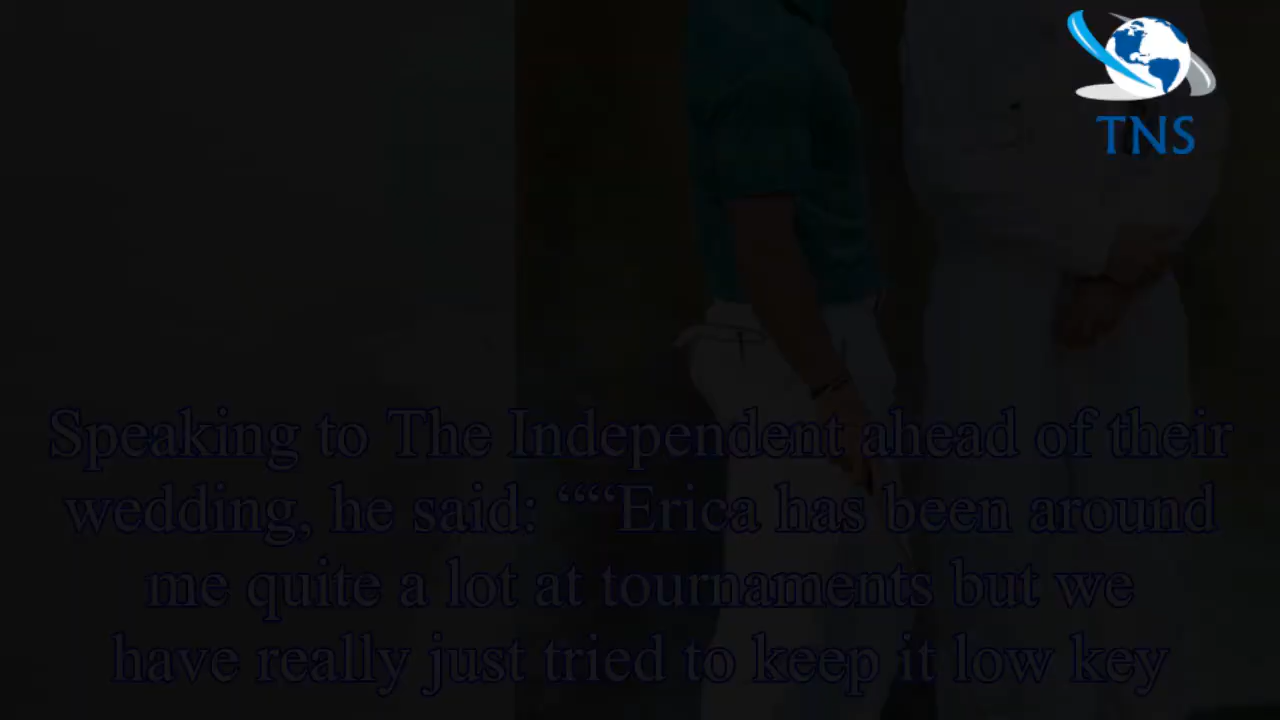 TNS
Speaking to The Independent ahead of their
wedding, he said: ““Erica has been around
me quite a lot at tournaments but we
have really just tried to keep it low key